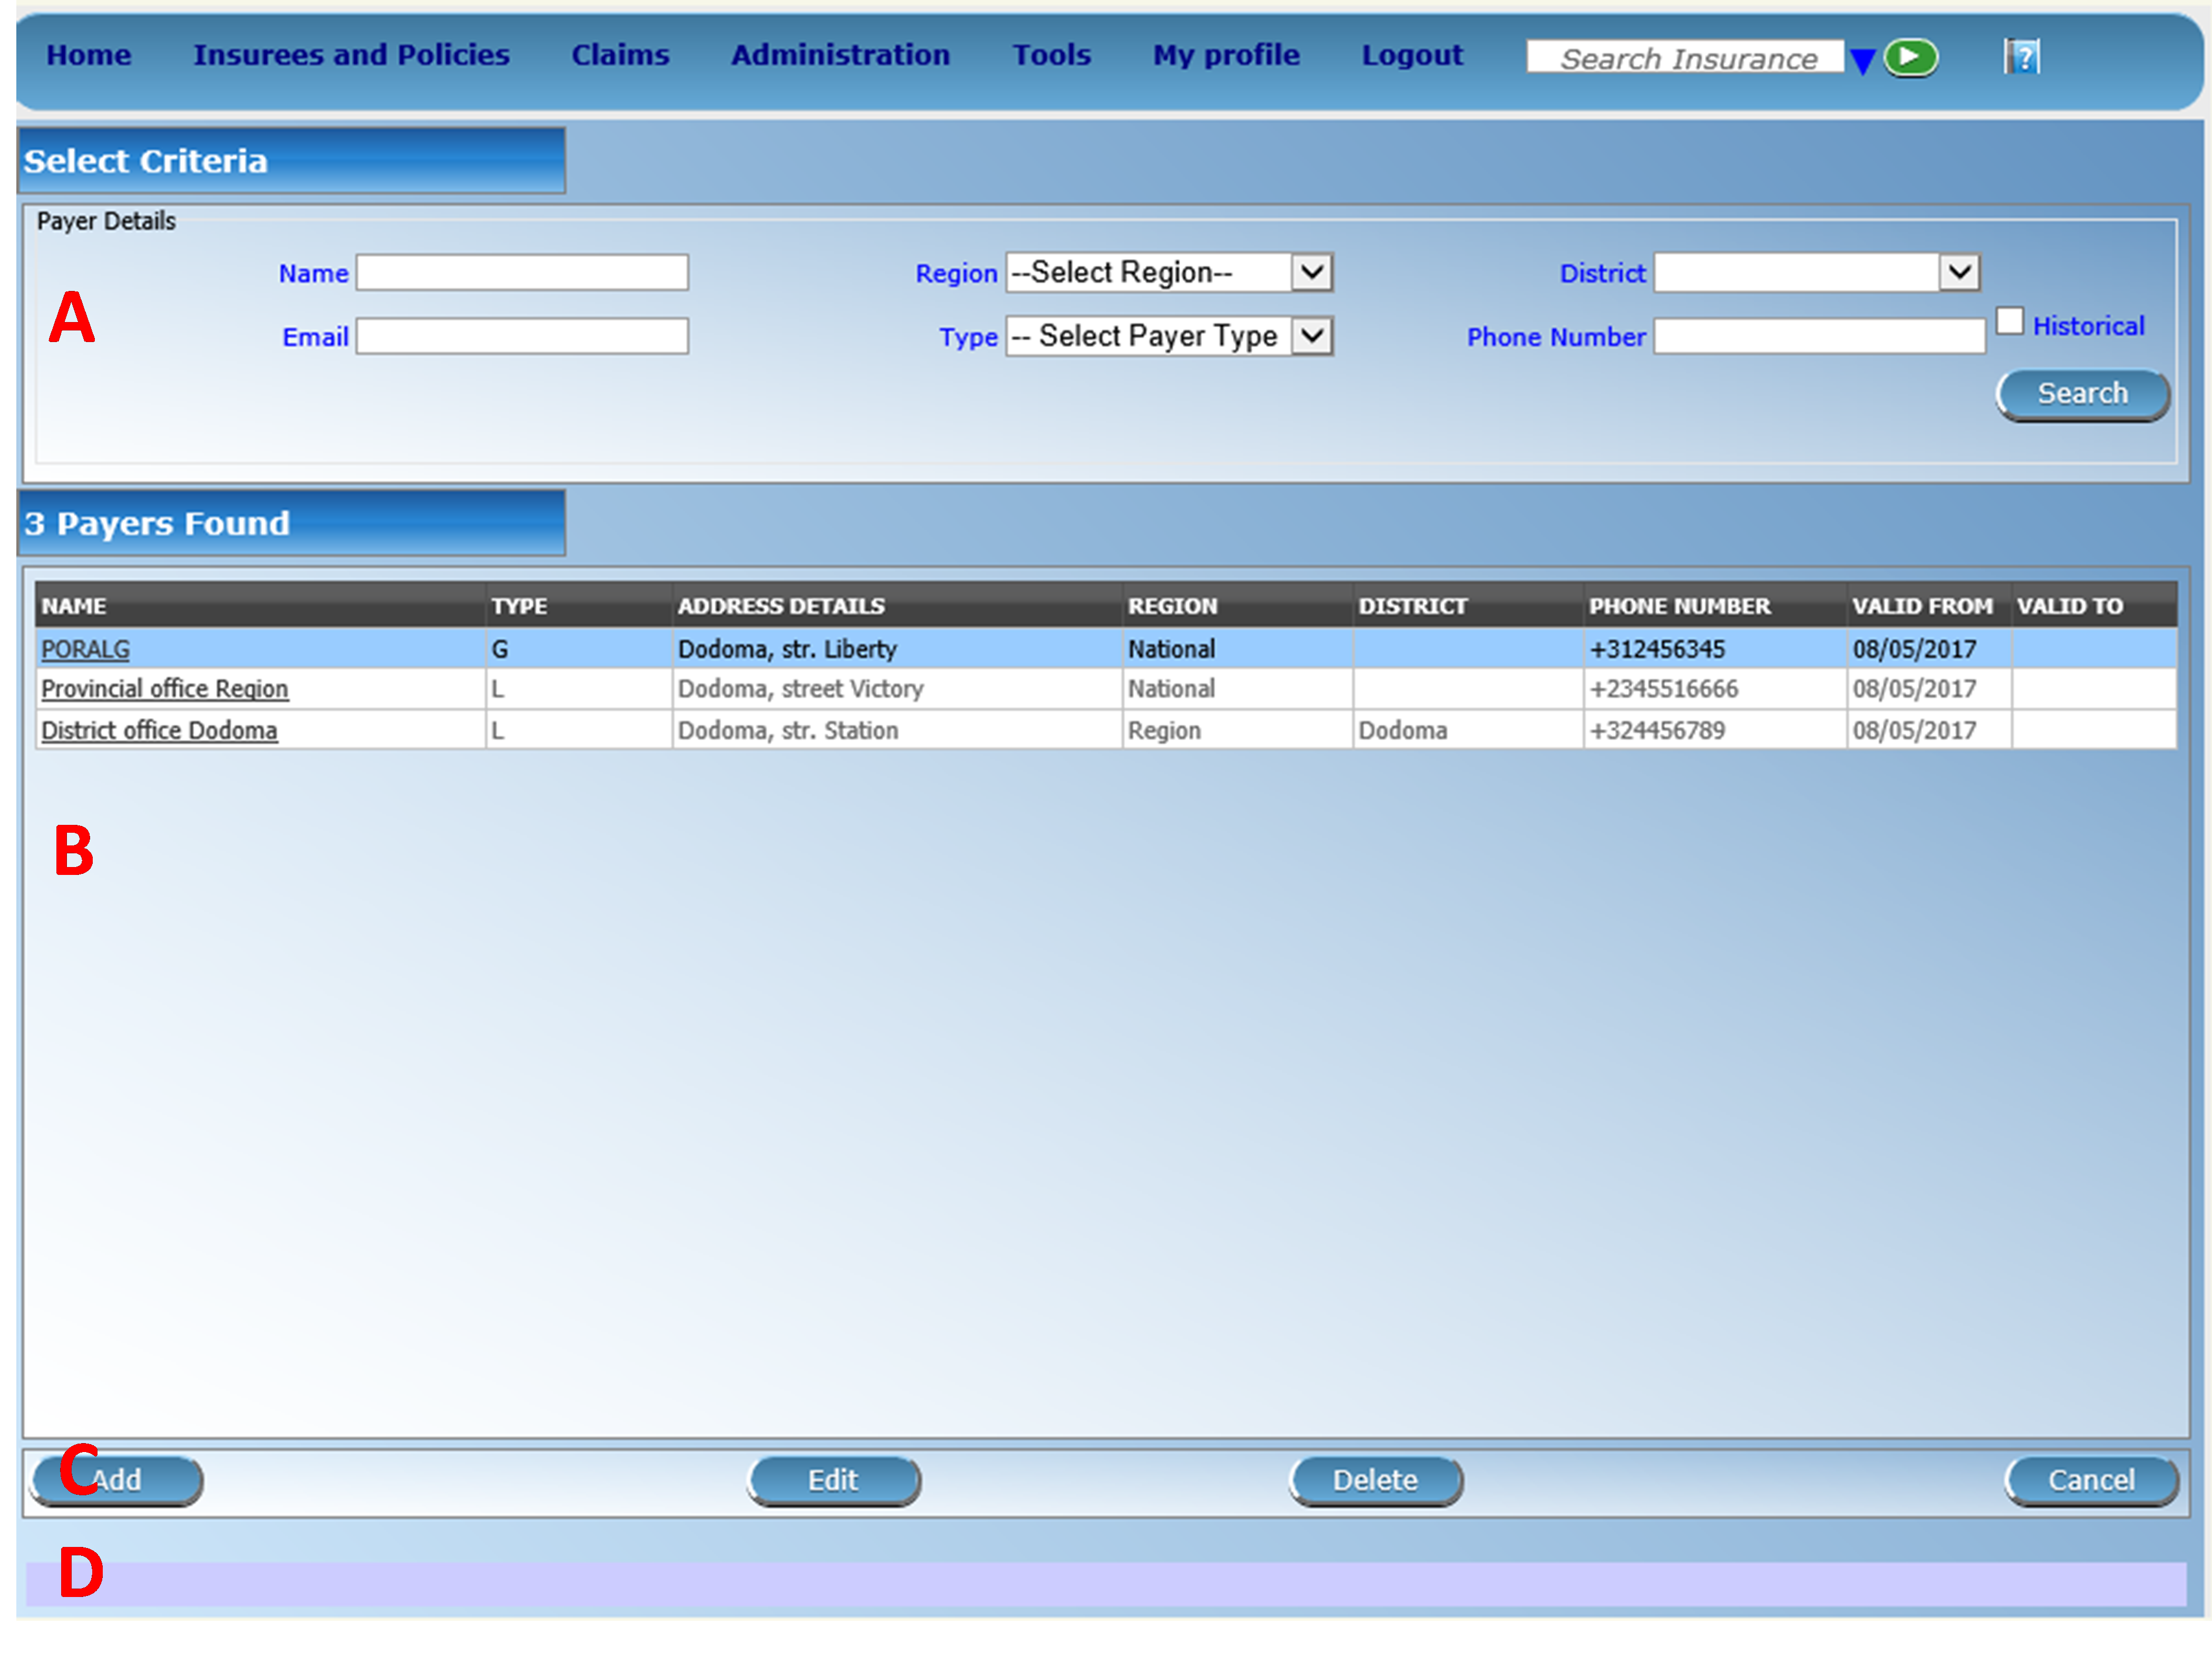 Home Insurees and Policies Claims Administration Tools My profile Logout Search Insurance ?
Select Criteria
Payer Details
Name Region --Select Region-- District
A
Email Type -- Select Payer Type Phone Number Historical
Search
3 Payers Found
NAME TYPE ADDRESS DETAILS REGION DISTRICT PHONE NUMBER VALID FROM VALID TO
PORALG G Dodoma, str. Liberty National +312456345 08/05/2017
Provincial office Region L Dodoma, street Victory National +2345516666 08/05/2017
District office Dodoma L Dodoma, str. Station Region Dodoma +324456789 08/05/2017
B
C Add Edit Delete Cancel
D